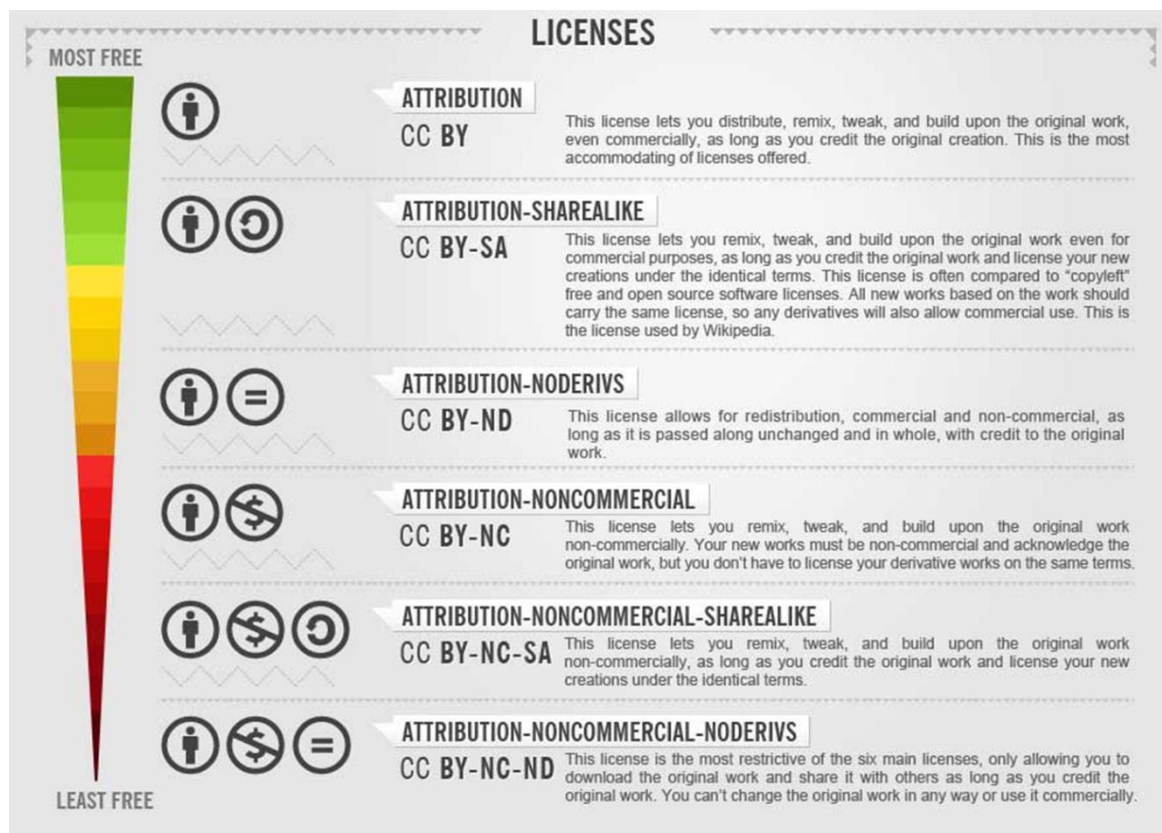 LICENSES
MOST FREE
ATTRIBUTION
CC BY
This license lets you distribute, remix, tweak, and build upon the original work,
even commercially, as long as you credit the original creation. This is the most
accommodating of licenses offered.
ATTRIBUTION-SHAREALIKE
CC BY-SA
This license lets you remix, tweak, and build upon the original work even for
commercial purposes, as long as you credit the original work and license your new
creations under the identical terms. This license is often compared to “copyleft”
free and open source software licenses. All new works based on the work should
carry the same license, so any derivatives will also allow commercial use. This is
the license used by Wikipedia.
ATTRIBUTION-NODERIVS
CC BY-ND
This license allows for redistribution, commercial and non-commercial, as
long as it is passed along unchanged and in whole, with credit to the original
work.
ATTRIBUTION-NONCOMMERCIAL
CC BY-NC
This license lets you remix, tweak, and build upon the original work
non-commercially. Your new works must be non-commercial and acknowledge the
original work, but you don't have to license your derivative works on the same terms.
ATTRIBUTION-NONCOMMERCIAL-SHAREALIKE
CC BY-NC-SA
This license lets you remix, tweak, and build upon the original work
non-commercially, as long as you credit the original work and license your new
creations under the identical terms.
ATTRIBUTION-NONCOMMERCIAL-NODERIVS
CC BY-NC-ND
This license is the most restrictive of the six main licenses, only allowing you to
download the original work and share it with others as long as you credit the
original work. You can't change the original work in any way or use it commercially.
LEAST FREE